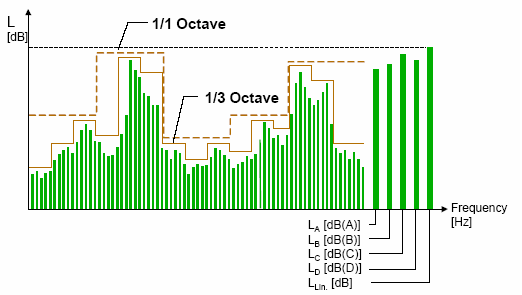 L
[dB]
1/1 Octave
1/3 Octave
Frequency
[Hz]
L_A [dB(A)]
L_B [dB(B)]
L_C [dB(C)]
L_D [dB(D)]
L_Lin. [dB]